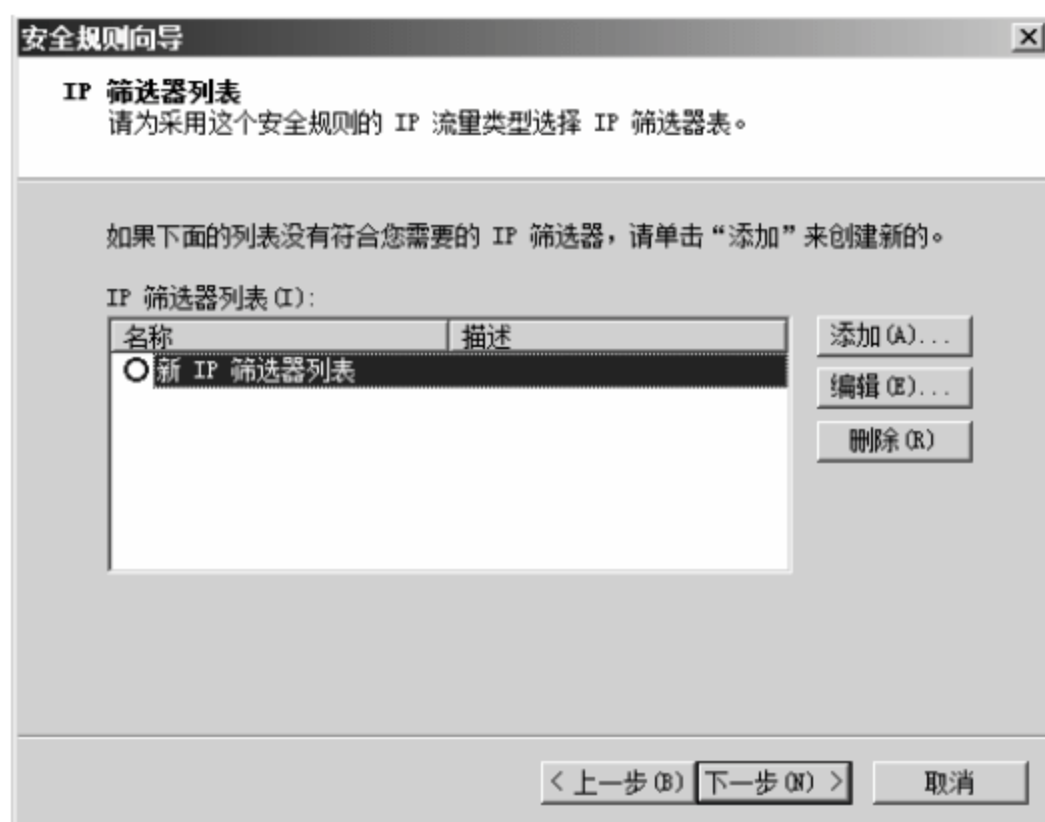 安全规则向导
IP 筛选器列表
请为采用这个安全规则的 IP 流量类型选择 IP 筛选器表。
如果下面的列表没有符合您需要的 IP 筛选器，请单击“添加”来创建新的。
IP 筛选器列表(I):
名称 描述
新 IP 筛选器列表
添加(A)...
编辑(E)...
删除(R)
< 上一步(B) 下一步(N) > 取消